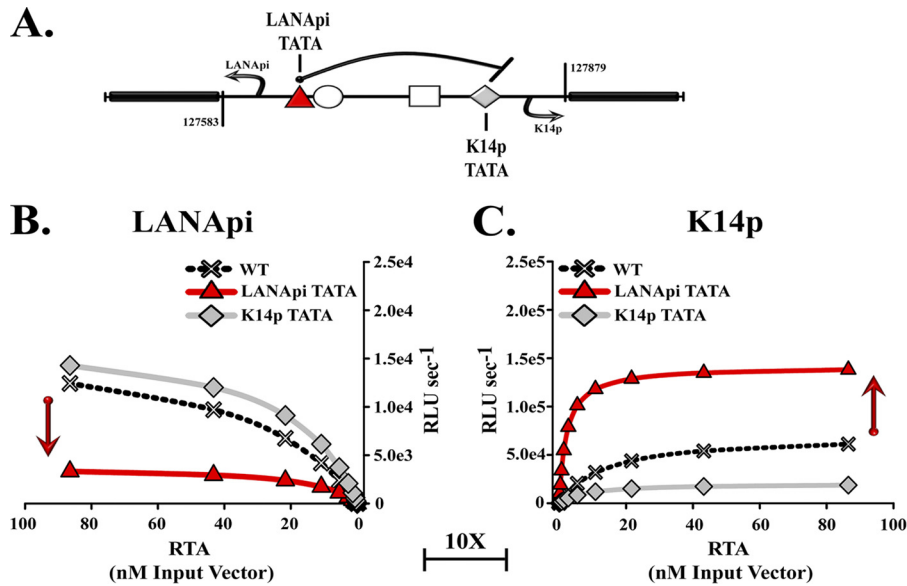 A.
LANApi
TATA
LANApi
127879
127583
K14p
K14p
TATA
B.
LANApi
WT
LANApi TATA
K14p TATA
2.5e4
2.0e4
1.5e4
1.0e4
5.0e3
0
RLU sec-1
100 80 60 40 20 0
RTA
(nM Input Vector)
10X
C.
K14p
WT
LANApi TATA
K14p TATA
2.5e5
2.0e5
1.5e5
1.0e5
5.0e4
0
RLU sec-1
0 20 40 60 80 100
RTA
(nM Input Vector)